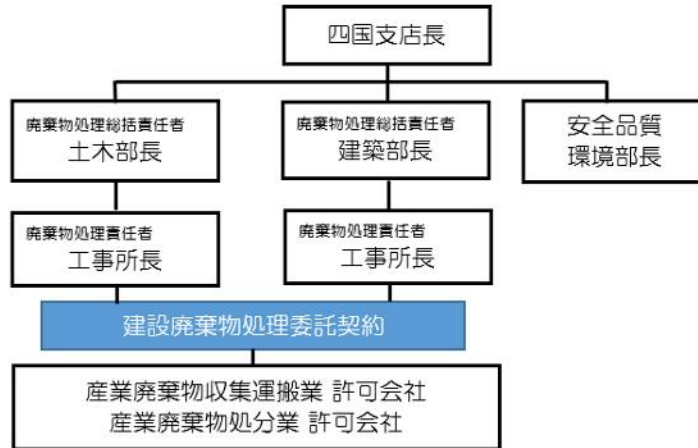 四国支店長
廃棄物処理総括責任者
土木部長
廃棄物処理総括責任者
建築部長
安全品質
環境部長
廃棄物処理責任者
工事所長
廃棄物処理責任者
工事所長
建設廃棄物処理委託契約
産業廃棄物収集運搬業 許可会社
産業廃棄物処分業 許可会社